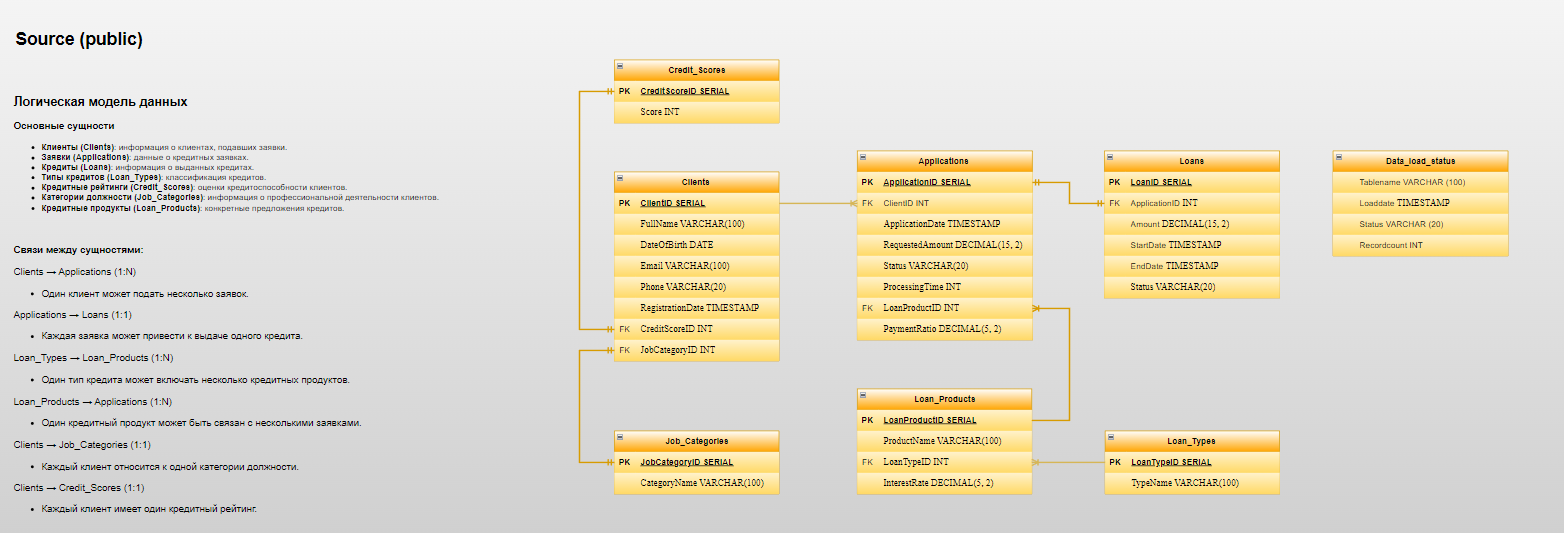 Source (public)
Логическая модель данных
Основные сущности
Клиенты (Clients): информация о клиентах, подавших заявки.
Заявки (Applications): данные о кредитных заявках.
Кредиты (Loans): информация о выданных кредитах.
Типы кредитов (Loan_Types): классификация кредитов.
Кредитные рейтинги (Credit_Scores): оценки кредитоспособности клиентов.
Категории должности (Job_Categories): информация о профессиональной деятельности клиентов.
Кредитные продукты (Loan_Products): конкретные предложения кредитов.
Связи между сущностями:
Clients → Applications (1:N)
Один клиент может подать несколько заявок.
Applications → Loans (1:1)
Каждая заявка может привести к выдаче одного кредита.
Loan_Types → Loan_Products (1:N)
Один тип кредита может включать несколько кредитных продуктов.
Loan_Products → Applications (1:N)
Один кредитный продукт может быть связан с несколькими заявками.
Clients → Job_Categories (1:1)
Каждый клиент относится к одной категории должности.
Clients → Credit_Scores (1:1)
Каждый клиент имеет один кредитный рейтинг.
Credit_Scores
PK CreditScoreID SERIAL
Score INT
Clients
PK ClientID SERIAL
FullName VARCHAR(100)
DateOfBirth DATE
Email VARCHAR(100)
Phone VARCHAR(20)
RegistrationDate TIMESTAMP
FK CreditScoreID INT
FK JobCategoryID INT
Job_Categories
PK JobCategoryID SERIAL
CategoryName VARCHAR(100)
Applications
PK ApplicationID SERIAL
FK ClientID INT
ApplicationDate TIMESTAMP
RequestedAmount DECIMAL(15, 2)
Status VARCHAR(20)
ProcessingTime INT
FK LoanProductID INT
PaymentRatio DECIMAL(5, 2)
Loan_Products
PK LoanProductID SERIAL
ProductName VARCHAR(100)
FK LoanTypeID INT
InterestRate DECIMAL(5, 2)
Loans
PK LoanID SERIAL
FK ApplicationID INT
Amount DECIMAL(15, 2)
StartDate TIMESTAMP
EndDate TIMESTAMP
Status VARCHAR(20)
Loan_Types
PK LoanTypeID SERIAL
TypeName VARCHAR(100)
Data_load_status
Tablename VARCHAR (100)
Loaddate TIMESTAMP
Status VARCHAR (20)
Recordcount INT